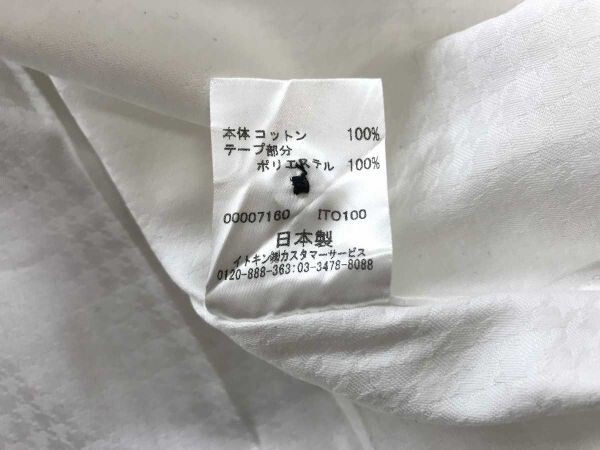 本体 コットン 100%
テープ部分
ポリエステル 100%
00007160 ITO100
日本製
イトキン㈱カスタマーサービス
0120-888-363:03-3478-8088